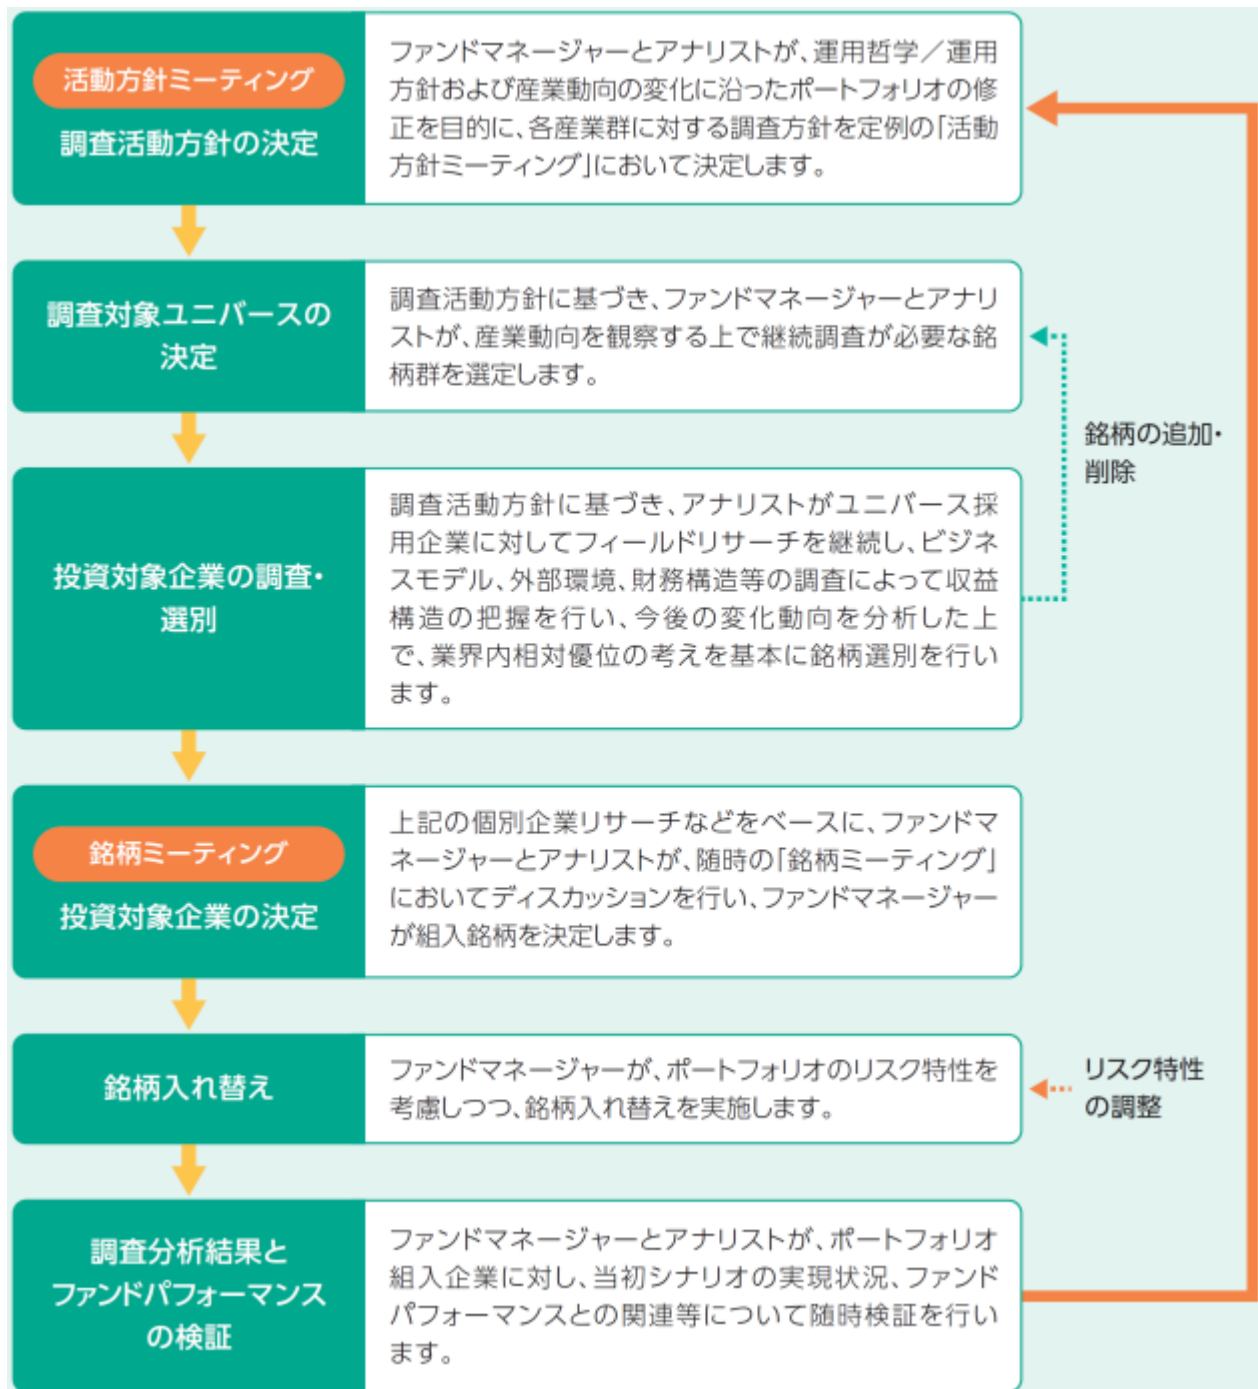 活動方針ミーティング
調査活動方針の決定
ファンドマネージャーとアナリストが、運用哲学／運用
方針および産業動向の変化に沿ったポートフォリオの修
正を目的に、各産業群に対する調査方針を定例の「活動
方針ミーティング」において決定します。
調査対象ユニバースの
決定
調査活動方針に基づき、ファンドマネージャーとアナリ
ストが、産業動向を観察する上で継続調査が必要な銘
柄群を選定します。
銘柄の追加・
削除
投資対象企業の調査・
選別
調査活動方針に基づき、アナリストがユニバース採
用企業に対してフィールドリサーチを継続し、ビジネ
スモデル、外部環境、財務構造等の調査によって収益
構造の把握を行い、今後の変化動向を分析した上
で、業界内相対優位の考えを基本に銘柄選別を行い
ます。
銘柄ミーティング
投資対象企業の決定
上記の個別企業リサーチなどをベースに、ファンドマ
ネージャーとアナリストが、随時の「銘柄ミーティング」
においてディスカッションを行い、ファンドマネージャー
が組入銘柄を決定します。
銘柄入れ替え
ファンドマネージャーが、ポートフォリオのリスク特性を
考慮しつつ、銘柄入れ替えを実施します。
リスク特性
の調整
調査分析結果と
ファンドパフォーマンス
の検証
ファンドマネージャーとアナリストが、ポートフォリオ
組入企業に対し、当初シナリオの実現状況、ファンド
パフォーマンスとの関連等について随時検証を行い
ます。